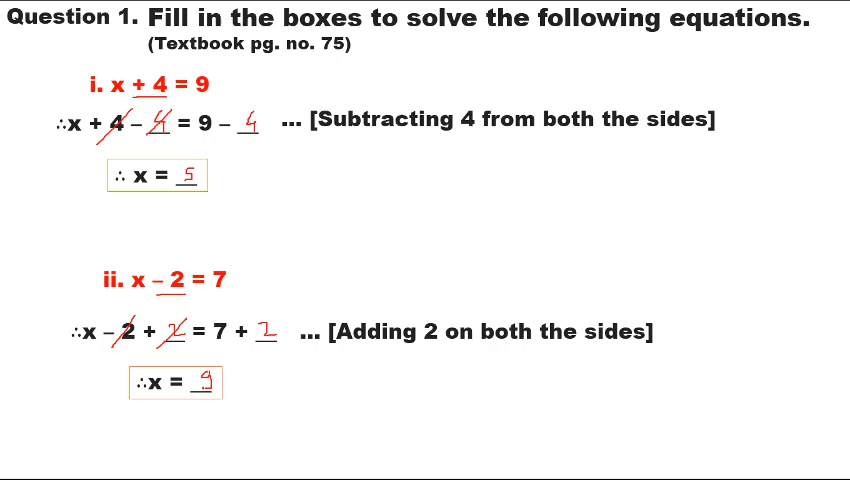 Question 1. Fill in the boxes to solve the following equations.
(Textbook pg. no. 75)
i. x + 4 = 9
∴x + 4 – 4 = 9 – 4 ... [Subtracting 4 from both the sides]
∴ x = 5
ii. x – 2 = 7
∴x – 2 + 2 = 7 + 2 ... [Adding 2 on both the sides]
∴x = 9